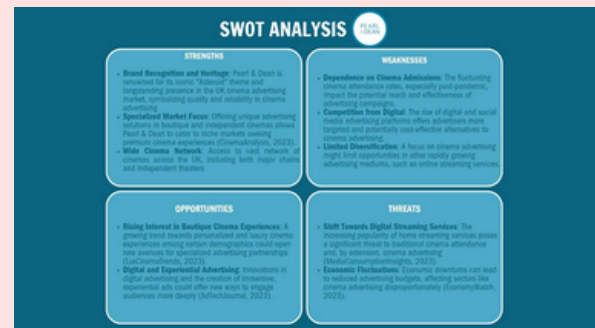 SWOT ANALYSIS
PEARL
&DEAN
STRENGTHS
Brand Recognition and Heritage: Pearl & Dean is
renowned for its iconic "Asteroid" theme and
longstanding presence in the UK cinema advertising
market, symbolizing quality and reliability in cinema
advertising.
Specialized Market Focus: Offering unique advertising
solutions in boutique and independent cinemas allows
Pearl & Dean to cater to niche markets seeking
premium cinema experiences (CinemaAnalysis, 2023).
Wide Cinema Network: Access to vast network of
cinemas across the UK, including both major chains
and independent theaters.
WEAKNESSES
Dependence on Cinema Admissions: The fluctuating
cinema attendance rates, especially post-pandemic,
impact the potential reach and effectiveness of
advertising campaigns.
Competition from Digital: The rise of digital and social
media advertising platforms offers advertisers more
targeted and potentially cost-effective alternatives to
cinema advertising.
Limited Diversification: A focus on cinema advertising
might limit opportunities in other rapidly growing
advertising mediums, such as online streaming services.
OPPORTUNITIES
Rising Interest in Boutique Cinema Experiences: A
growing trend towards personalized and luxury cinema
experiences among certain demographics could open
new avenues for specialized advertising partnerships
(LuxCinemaTrends, 2023).
Digital and Experiential Advertising: Innovations in
digital advertising and the creation of immersive,
experiential ads could offer new ways to engage
audiences more deeply (AdTechJournal, 2023).
THREATS
Shift Towards Digital Streaming Services: The
increasing popularity of home streaming services poses
a significant threat to traditional cinema attendance
and, by extension, cinema advertising
(MediaConsumptionInsights, 2023).
Economic Fluctuations: Economic downturns can lead
to reduced advertising budgets, affecting sectors like
cinema advertising disproportionately (EconomyWatch,
2023).